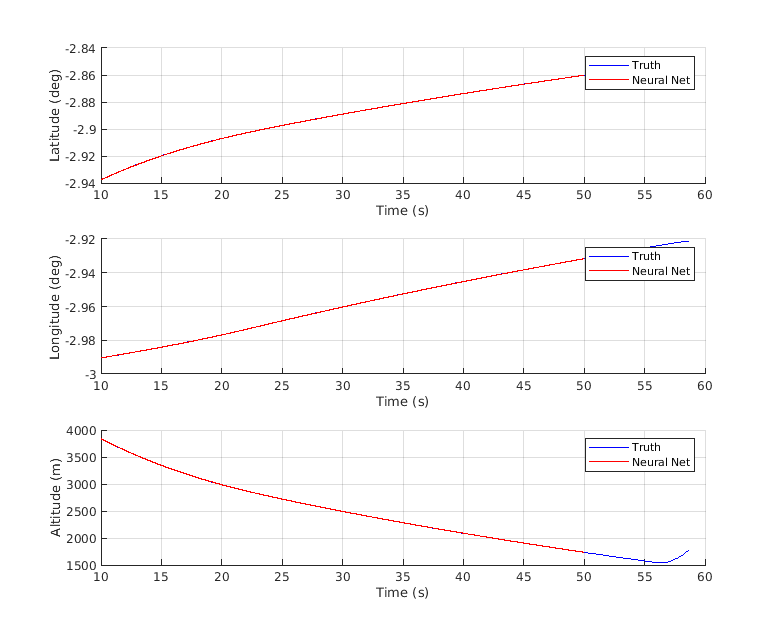 -2.84
-2.86
-2.88
-2.9
-2.92
-2.94
Latitude (deg)
Truth
Neural Net
10 15 20 25 30 35 40 45 50 55 60
Time (s)
-2.92
-2.94
-2.96
-2.98
-3
Longitude (deg)
Truth
Neural Net
10 15 20 25 30 35 40 45 50 55 60
Time (s)
4000
3500
3000
2500
2000
1500
Altitude (m)
Truth
Neural Net
10 15 20 25 30 35 40 45 50 55 60
Time (s)